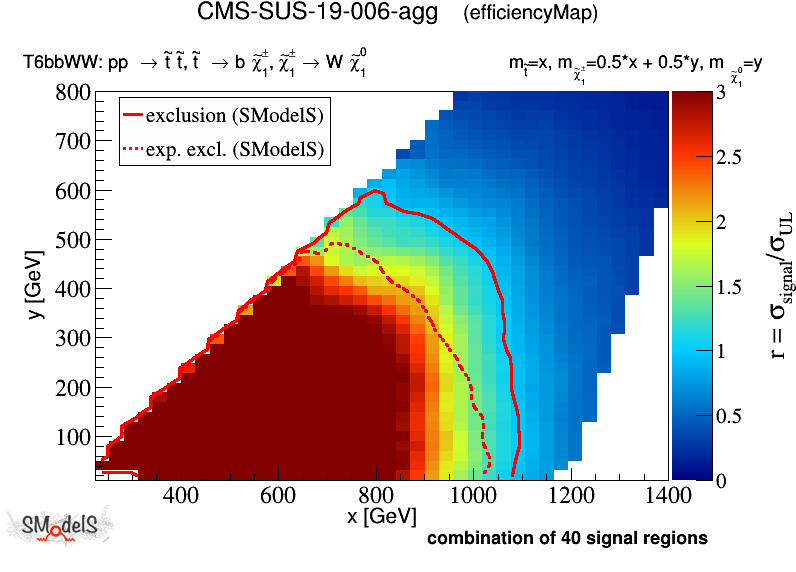 CMS-SUS-19-006-agg (efficiencyMap)
T6bbWW: pp → t̃ t̃, t̃ → b χ̃₁±, χ̃₁± → W χ̃₁⁰
m_t̃=x, m_χ̃₁±=0.5*x + 0.5*y, m_χ̃₁⁰=y
exclusion (SModelS)
exp. excl. (SModelS)
800
700
600
500
400
300
200
100
y [GeV]
400 600 800 1000 1200 1400
x [GeV]
3
2.5
2
1.5
1
0.5
0
r = σ_signal/σ_UL
SModelS
combination of 40 signal regions